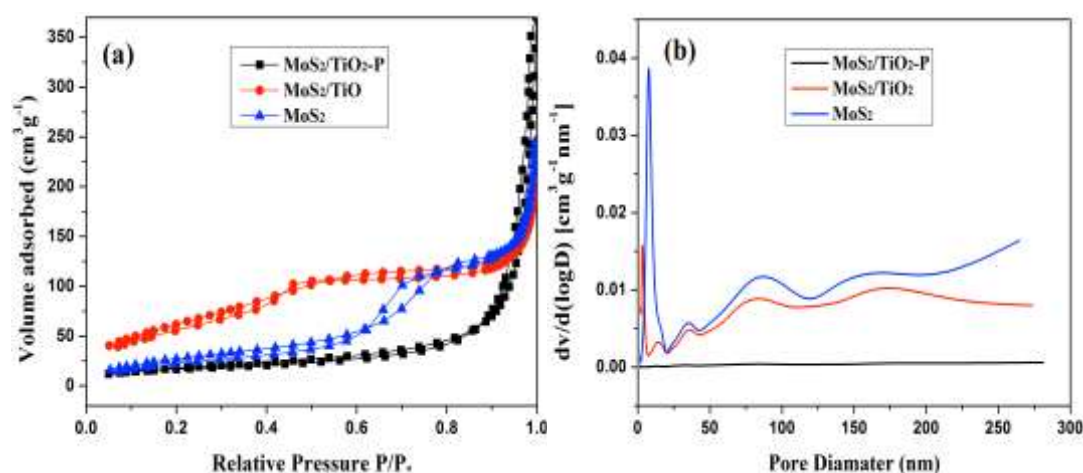 (a)
MoS₂/TiO₂-P
MoS₂/TiO
MoS₂
350
300
250
200
150
100
50
0
Volume adsorbed (cm³g⁻¹)
0.0 0.2 0.4 0.6 0.8 1.0
Relative Pressure P/Pₒ
(b)
MoS₂/TiO₂-P
MoS₂/TiO₂
MoS₂
0.04
0.03
0.02
0.01
0.00
dv/d(logD) [cm³g⁻¹nm⁻¹)
0 50 100 150 200 250 300
Pore Diamater (nm)